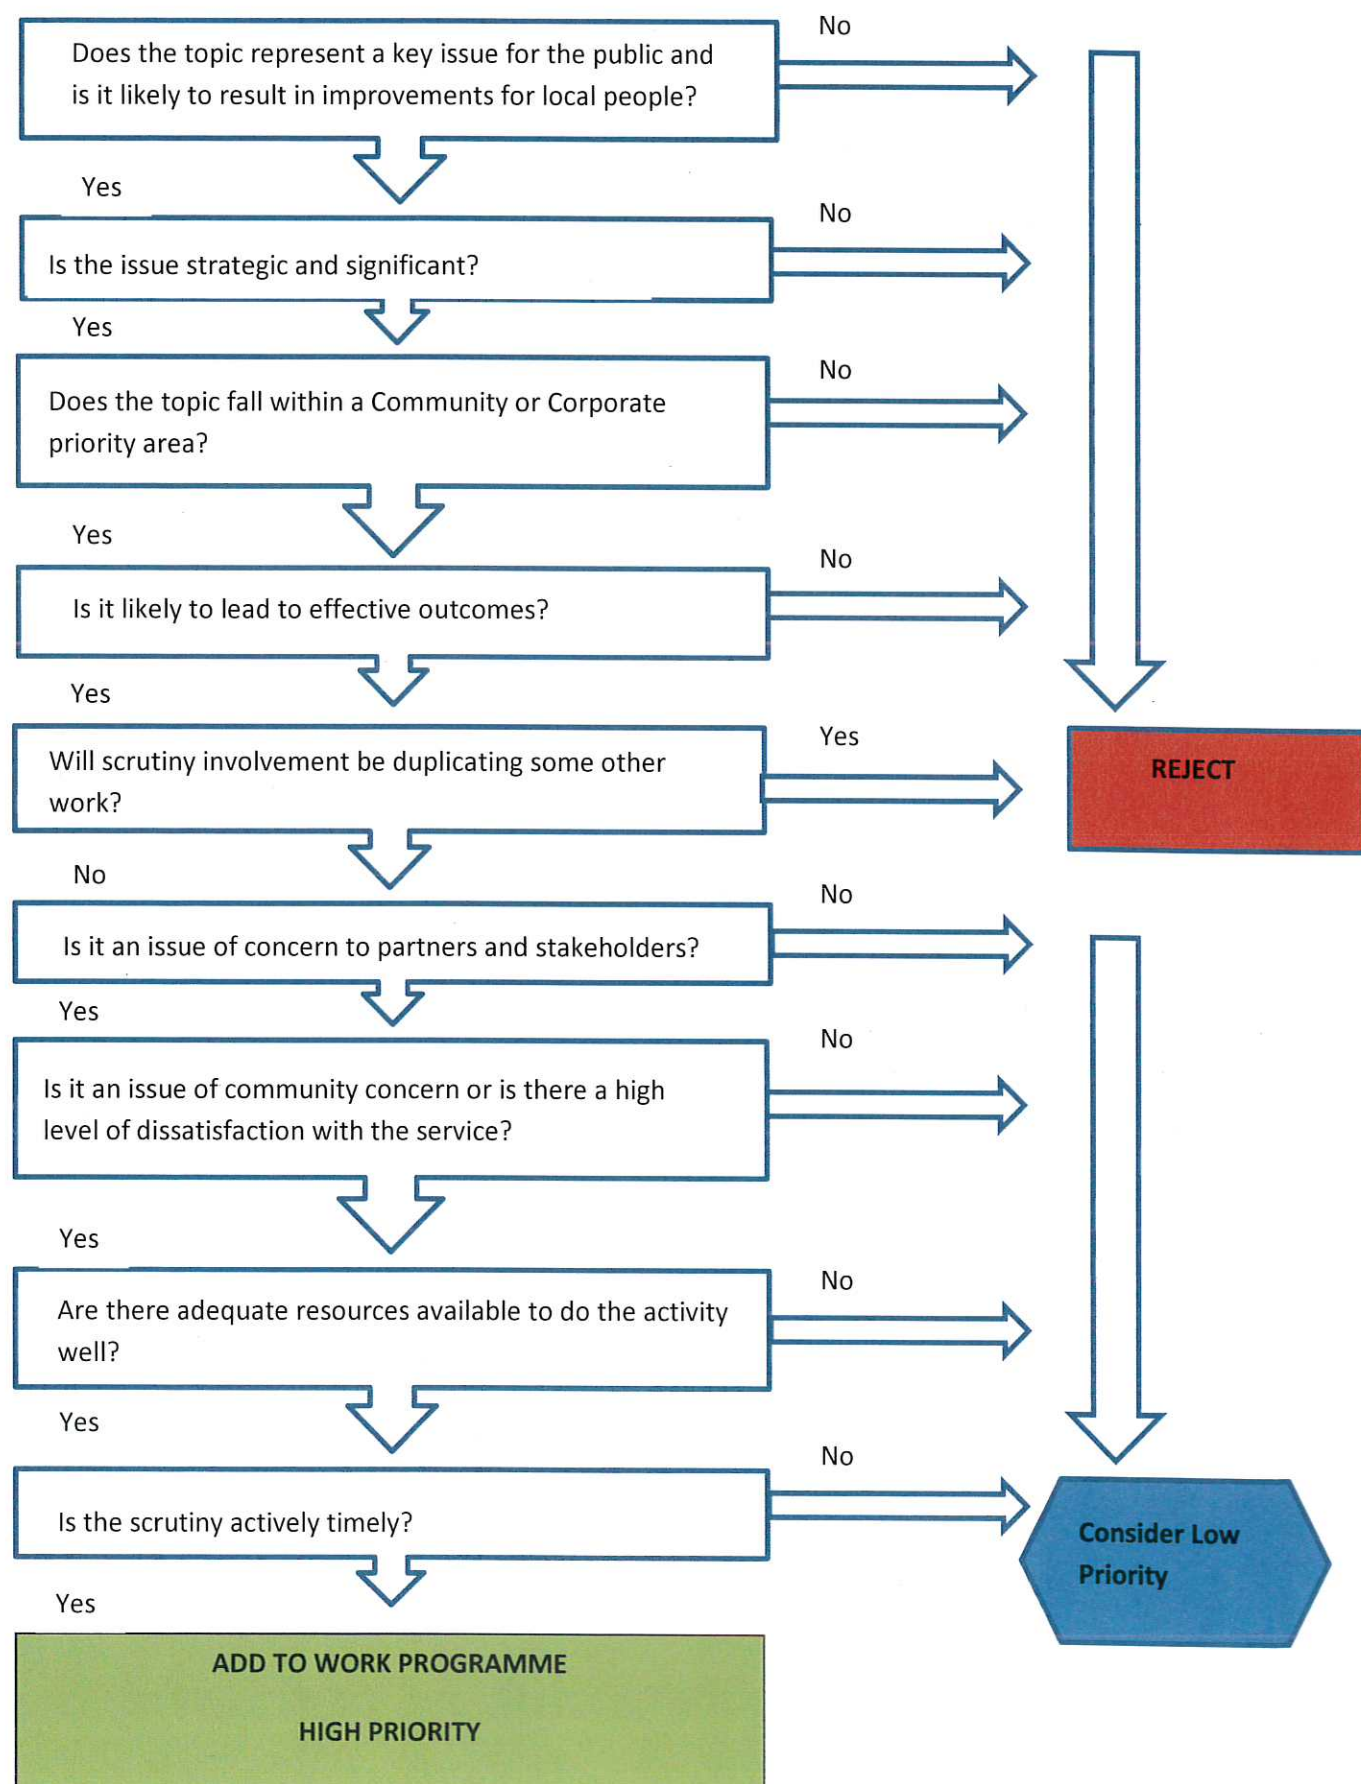 No
Does the topic represent a key issue for the public and
is it likely to result in improvements for local people?
Yes
No
Is the issue strategic and significant?
Yes
No
Does the topic fall within a Community or Corporate
priority area?
Yes
No
Is it likely to lead to effective outcomes?
Yes
Yes
Will scrutiny involvement be duplicating some other
work?
REJECT
No
No
Is it an issue of concern to partners and stakeholders?
Yes
No
Is it an issue of community concern or is there a high
level of dissatisfaction with the service?
Yes
No
Are there adequate resources available to do the activity
well?
Yes
No
Is the scrutiny actively timely?
Consider Low
Priority
Yes
ADD TO WORK PROGRAMME
HIGH PRIORITY